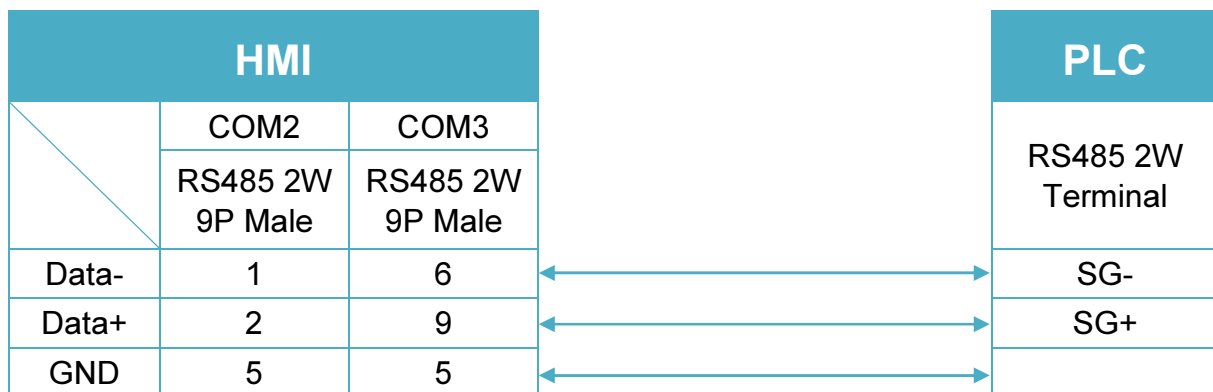 HMI
PLC
COM2 COM3
RS485 2W
9P Male
RS485 2W
9P Male
RS485 2W
Terminal
Data- 1 6 SG-
Data+ 2 9 SG+
GND 5 5